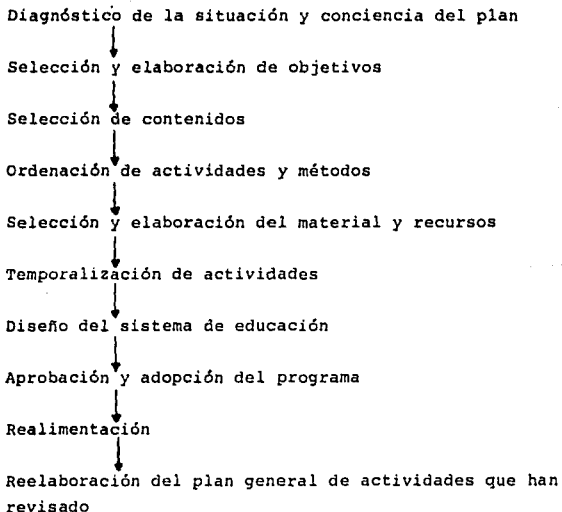 Diagnóstico de la situación y conciencia del plan
Selección y elaboración de objetivos
Selección de contenidos
Ordenación de actividades y métodos
Selección y elaboración del material y recursos
Temporalización de actividades
Diseño del sistema de educación
Aprobación y adopción del programa
Realimentación
Reelaboración del plan general de actividades que han
revisado